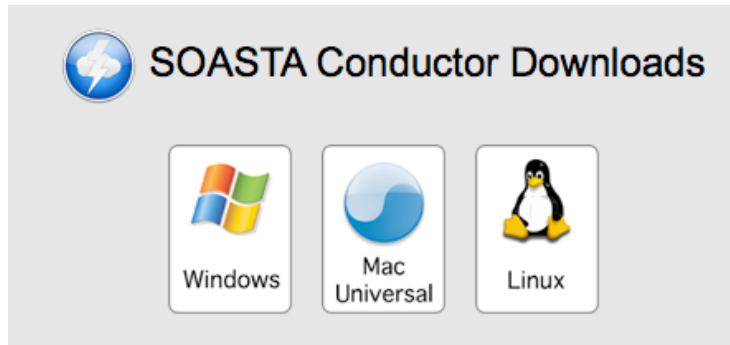 SOASTA Conductor Downloads
Windows
Mac
Universal
Linux